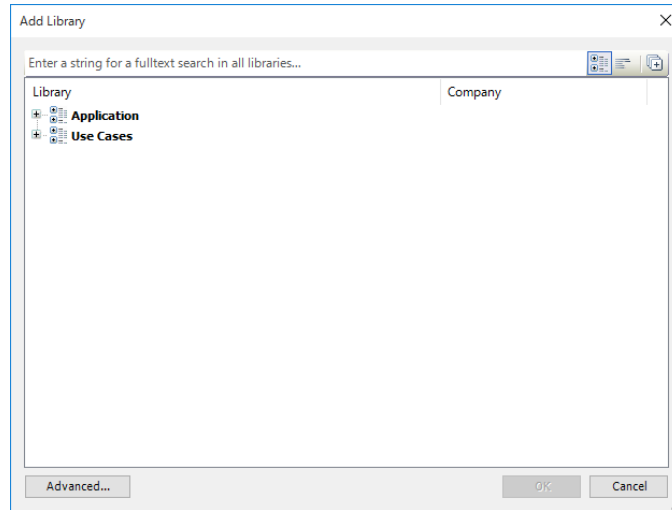 Add Library
Enter a string for a fulltext search in all libraries...
Library Company
Application
Use Cases
Advanced... OK Cancel